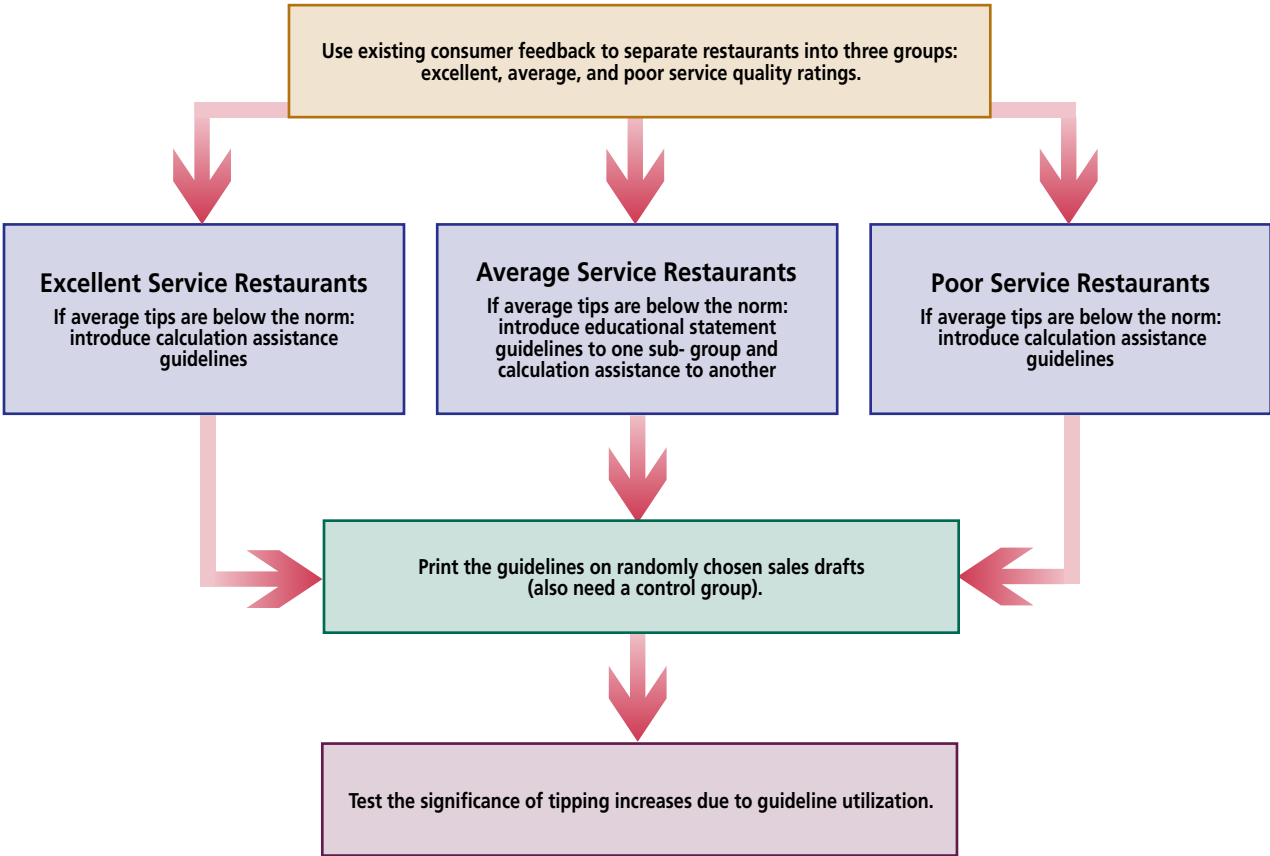 Use existing consumer feedback to separate restaurants into three groups:
excellent, average, and poor service quality ratings.
Excellent Service Restaurants
If average tips are below the norm:
introduce calculation assistance
guidelines
Average Service Restaurants
If average tips are below the norm:
introduce educational statement
guidelines to one sub- group and
calculation assistance to another
Poor Service Restaurants
If average tips are below the norm:
introduce calculation assistance
guidelines
Print the guidelines on randomly chosen sales drafts
(also need a control group).
Test the significance of tipping increases due to guideline utilization.